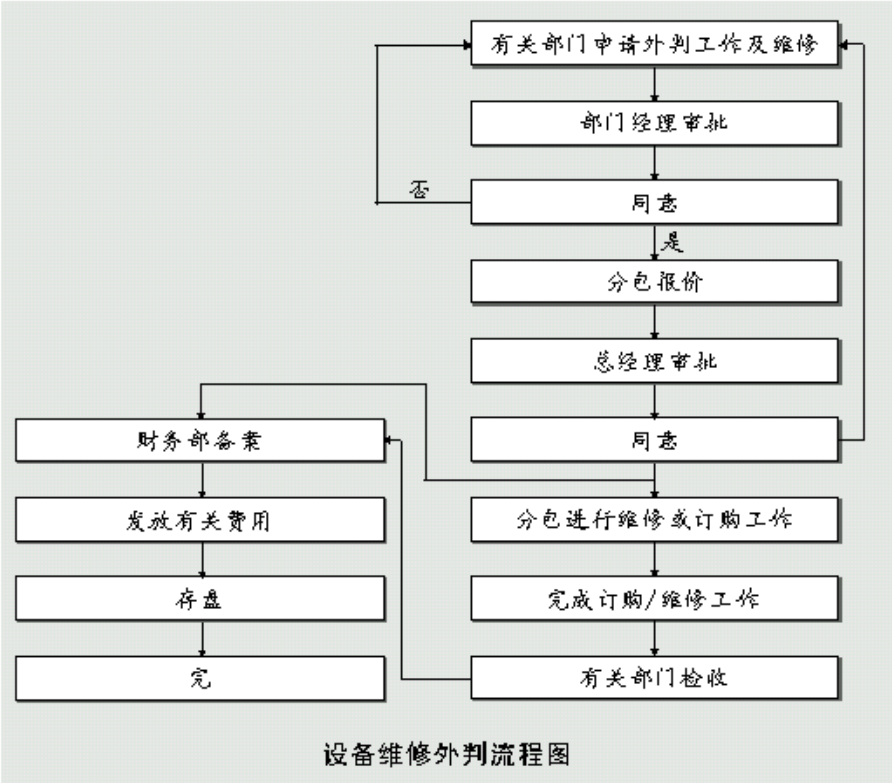 有关部门申请外判工作及维修
部门经理审批
否
同意
是
分包报价
总经理审批
财务部备案
同意
发放有关费用
分包进行维修或订购工作
存盘
完成订购/维修工作
完
有关部门检收
设备维修外判流程图